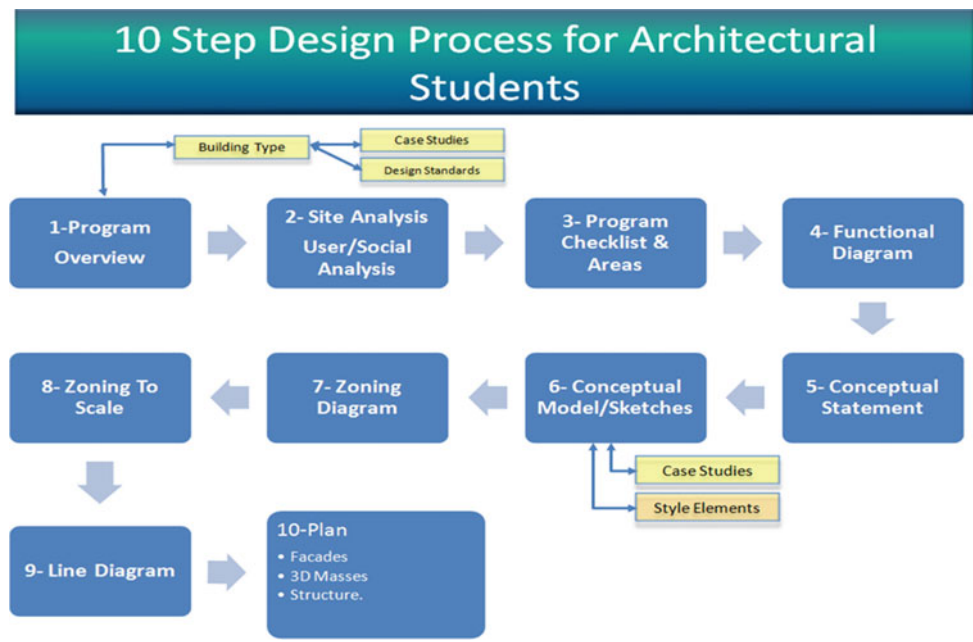 10 Step Design Process for Architectural
Students
Building Type
Case Studies
Design Standards
1-Program
Overview
2- Site Analysis
User/Social
Analysis
3- Program
Checklist &
Areas
4- Functional
Diagram
5- Conceptual
Statement
6- Conceptual
Model/Sketches
Case Studies
Style Elements
7- Zoning
Diagram
8- Zoning To
Scale
9- Line Diagram
10-Plan
• Facades
• 3D Masses
• Structure.